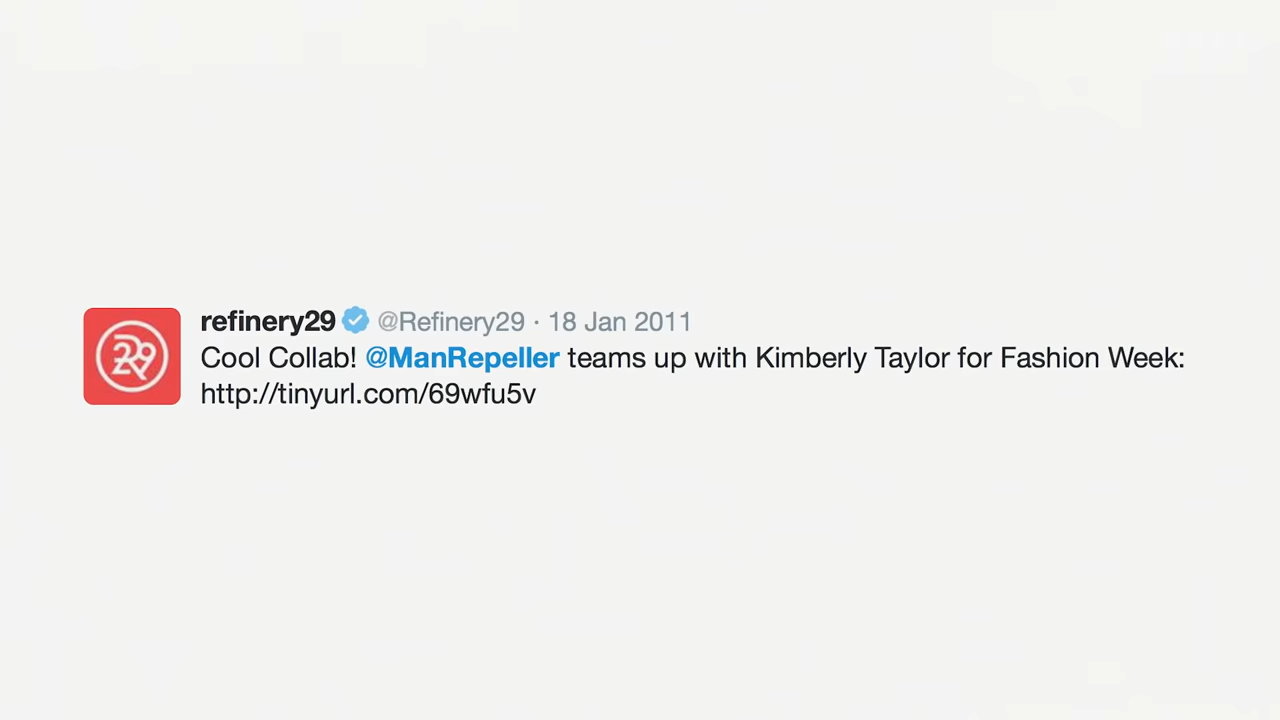 refinery29 @Refinery29 · 18 Jan 2011
Cool Collab! @ManRepeller teams up with Kimberly Taylor for Fashion Week:
http://tinyurl.com/69wfu5v